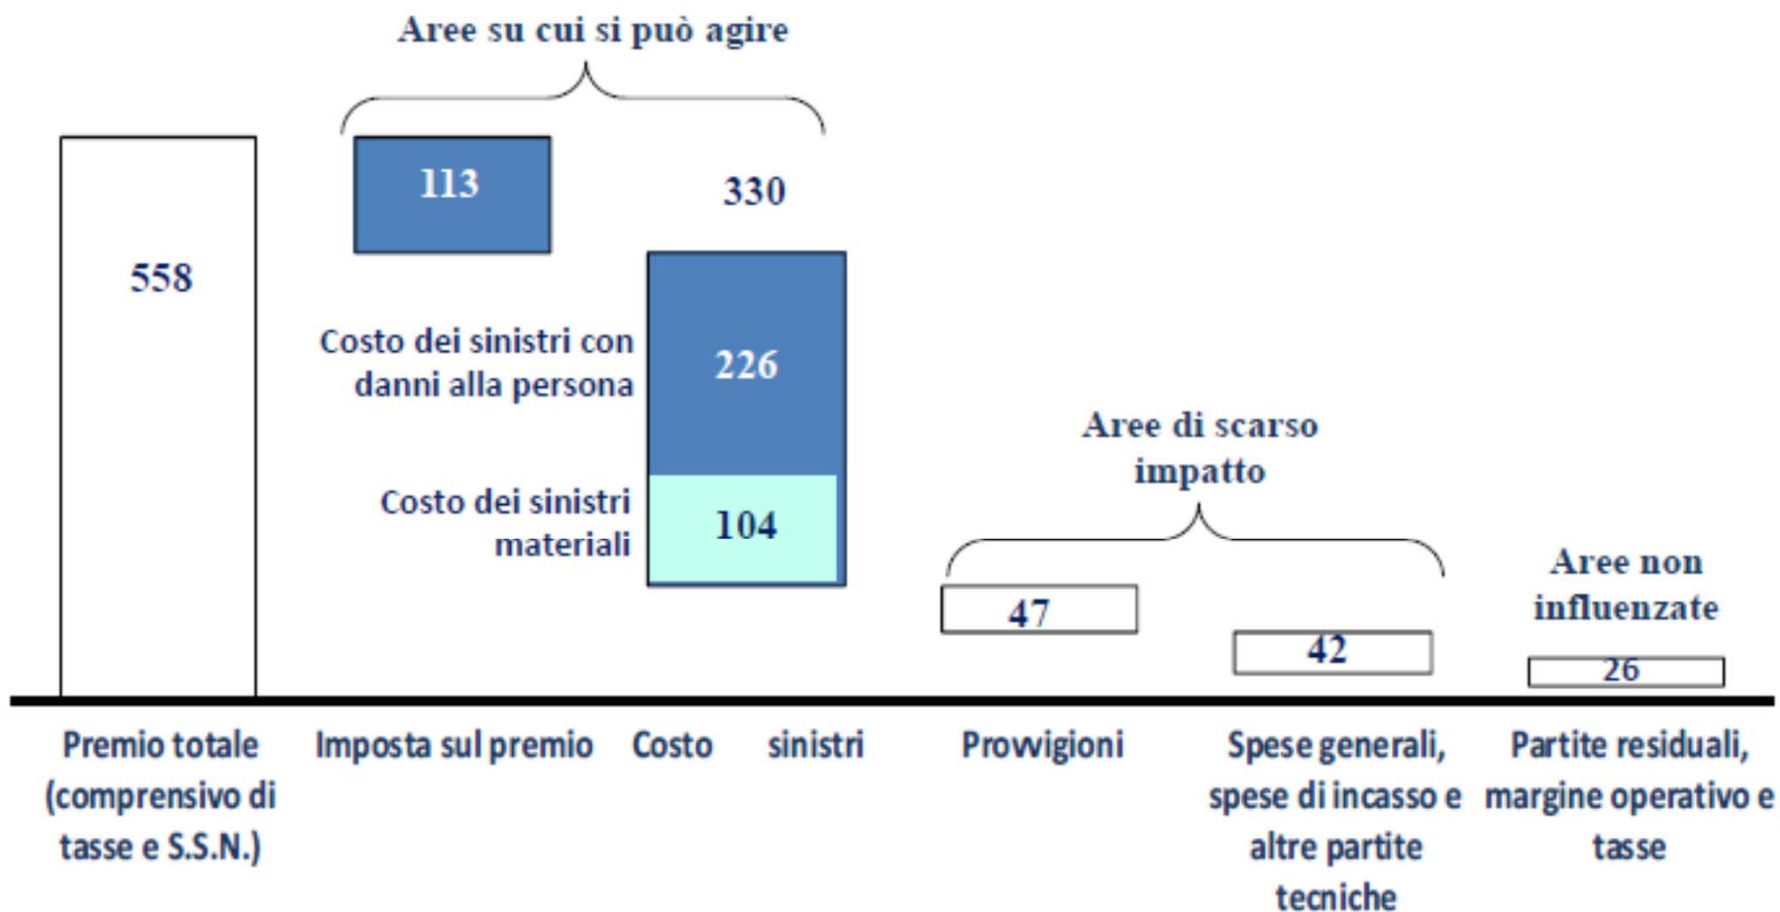 Aree su cui si può agire
113
330
558
Costo dei sinistri con
danni alla persona
226
Aree di scarso
impatto
Costo dei sinistri
materiali
104
Aree non
influenzate
47
42
26
Premio totale
(comprensivo di
tasse e S.S.N.)
Imposta sul premio
Costo sinistri
Provvigioni
Spese generali,
spese di incasso e
altre partite
tecniche
Partite residuali,
margine operativo e
tasse